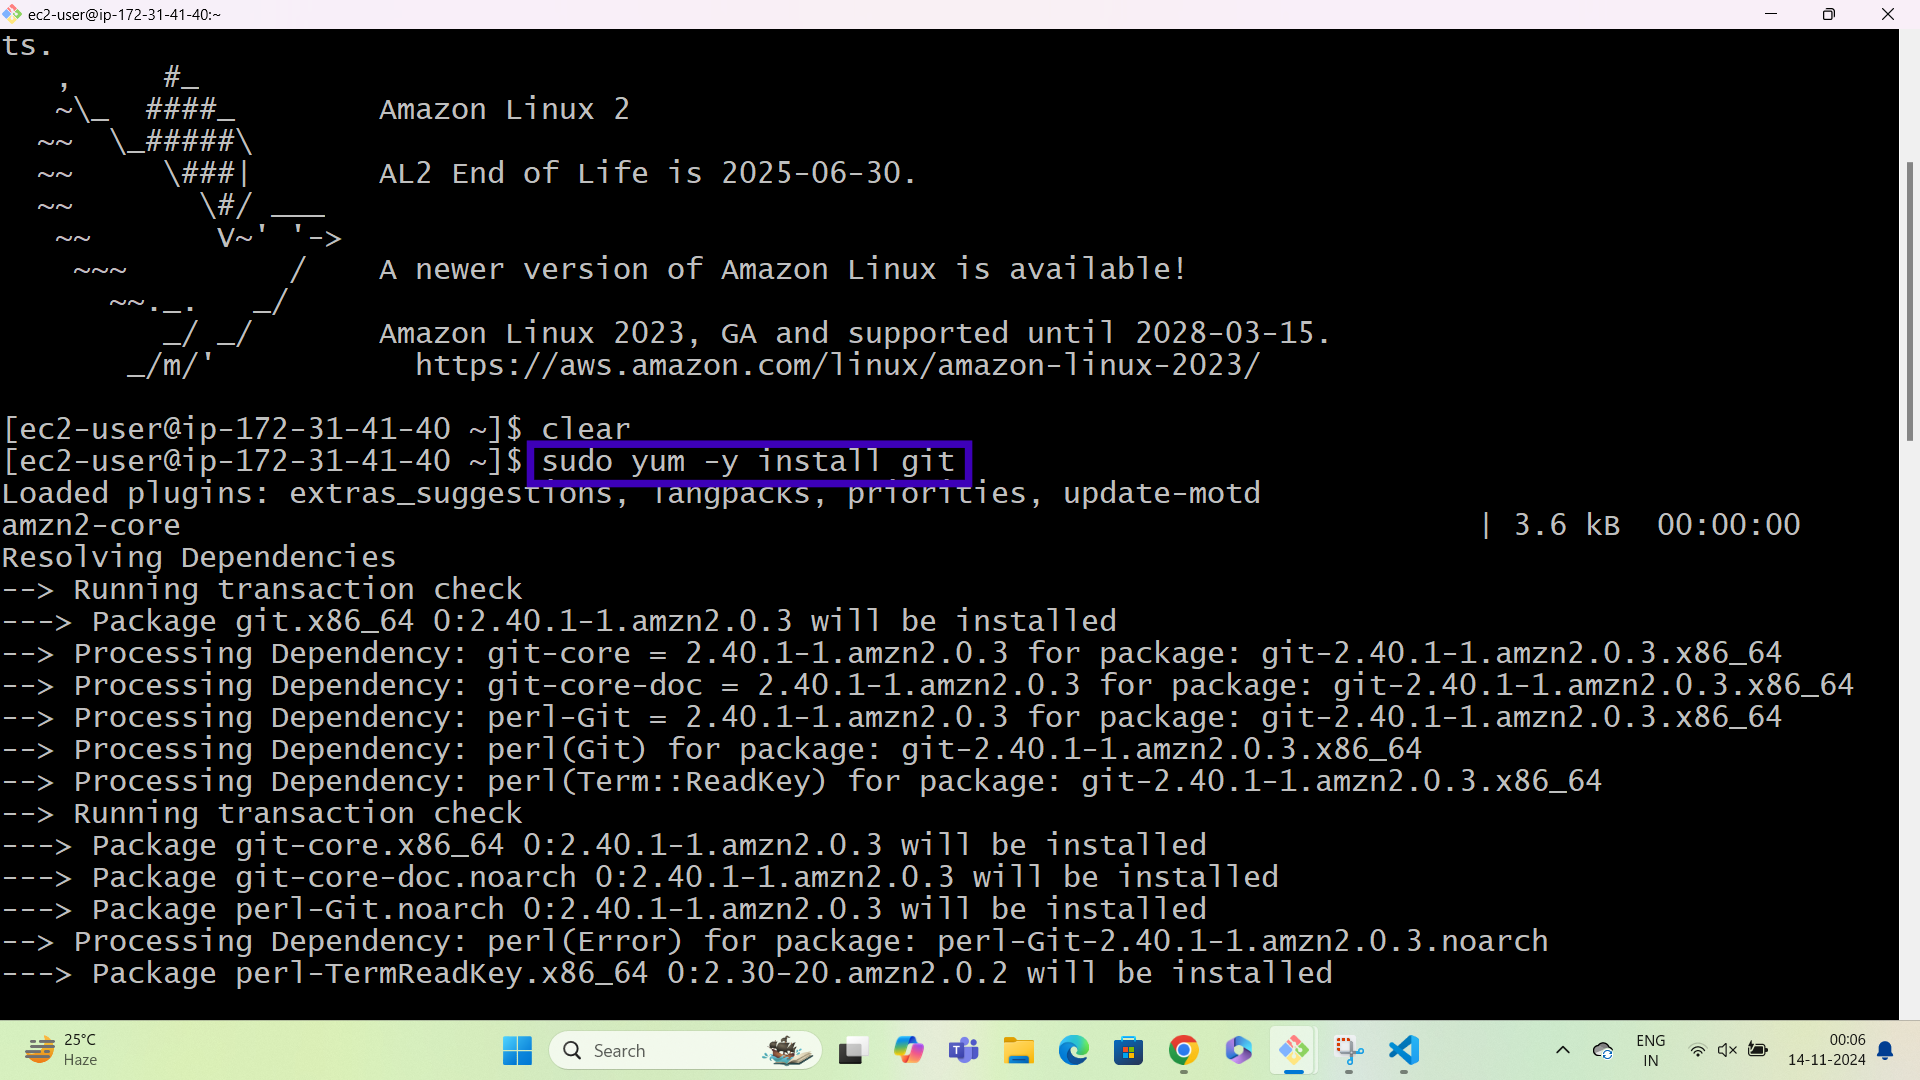 ec2-user@ip-172-31-41-40:~
ts.
   ,     #_
   ~\_  ####_        Amazon Linux 2
  ~~  \_#####\
  ~~     \###|       AL2 End of Life is 2025-06-30.
  ~~       \#/ ___
   ~~       V~' '->
    ~~~         /    A newer version of Amazon Linux is available!
      ~~._.   _/
         _/ _/       Amazon Linux 2023, GA and supported until 2028-03-15.
       _/m/'           https://aws.amazon.com/linux/amazon-linux-2023/
[ec2-user@ip-172-31-41-40 ~]$ clear
[ec2-user@ip-172-31-41-40 ~]$ sudo yum -y install git
Loaded plugins: extras_suggestions, langpacks, priorities, update-motd
amzn2-core                                                                        | 3.6 kB  00:00:00
Resolving Dependencies
--> Running transaction check
---> Package git.x86_64 0:2.40.1-1.amzn2.0.3 will be installed
--> Processing Dependency: git-core = 2.40.1-1.amzn2.0.3 for package: git-2.40.1-1.amzn2.0.3.x86_64
--> Processing Dependency: git-core-doc = 2.40.1-1.amzn2.0.3 for package: git-2.40.1-1.amzn2.0.3.x86_64
--> Processing Dependency: perl-Git = 2.40.1-1.amzn2.0.3 for package: git-2.40.1-1.amzn2.0.3.x86_64
--> Processing Dependency: perl(Git) for package: git-2.40.1-1.amzn2.0.3.x86_64
--> Processing Dependency: perl(Term::ReadKey) for package: git-2.40.1-1.amzn2.0.3.x86_64
--> Running transaction check
---> Package git-core.x86_64 0:2.40.1-1.amzn2.0.3 will be installed
---> Package git-core-doc.noarch 0:2.40.1-1.amzn2.0.3 will be installed
---> Package perl-Git.noarch 0:2.40.1-1.amzn2.0.3 will be installed
--> Processing Dependency: perl(Error) for package: perl-Git-2.40.1-1.amzn2.0.3.noarch
---> Package perl-TermReadKey.x86_64 0:2.30-20.amzn2.0.2 will be installed
25°C
Haze
Search
ENG
IN
00:06
14-11-2024